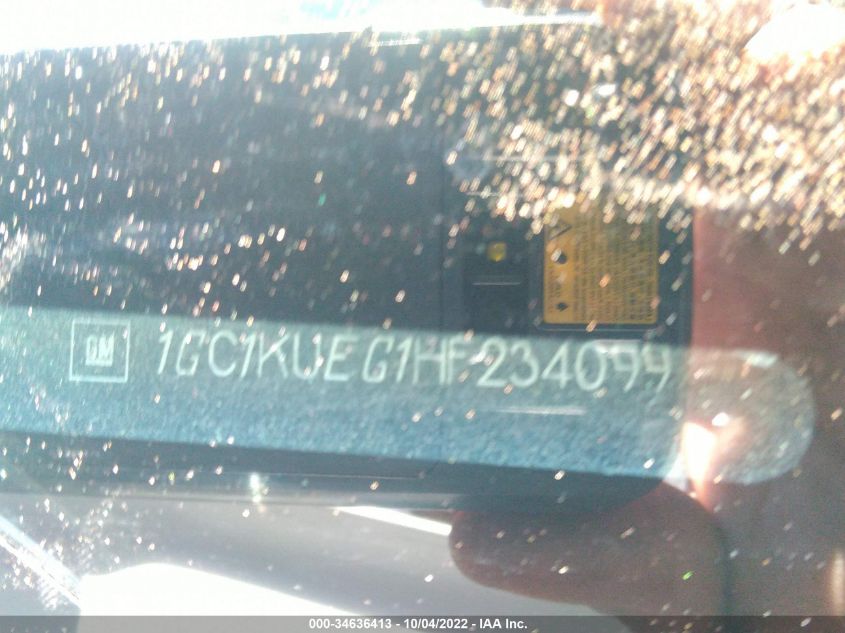 GM 1GC1KUEG1HF234099
000-34636413 - 10/04/2022 - IAA Inc.